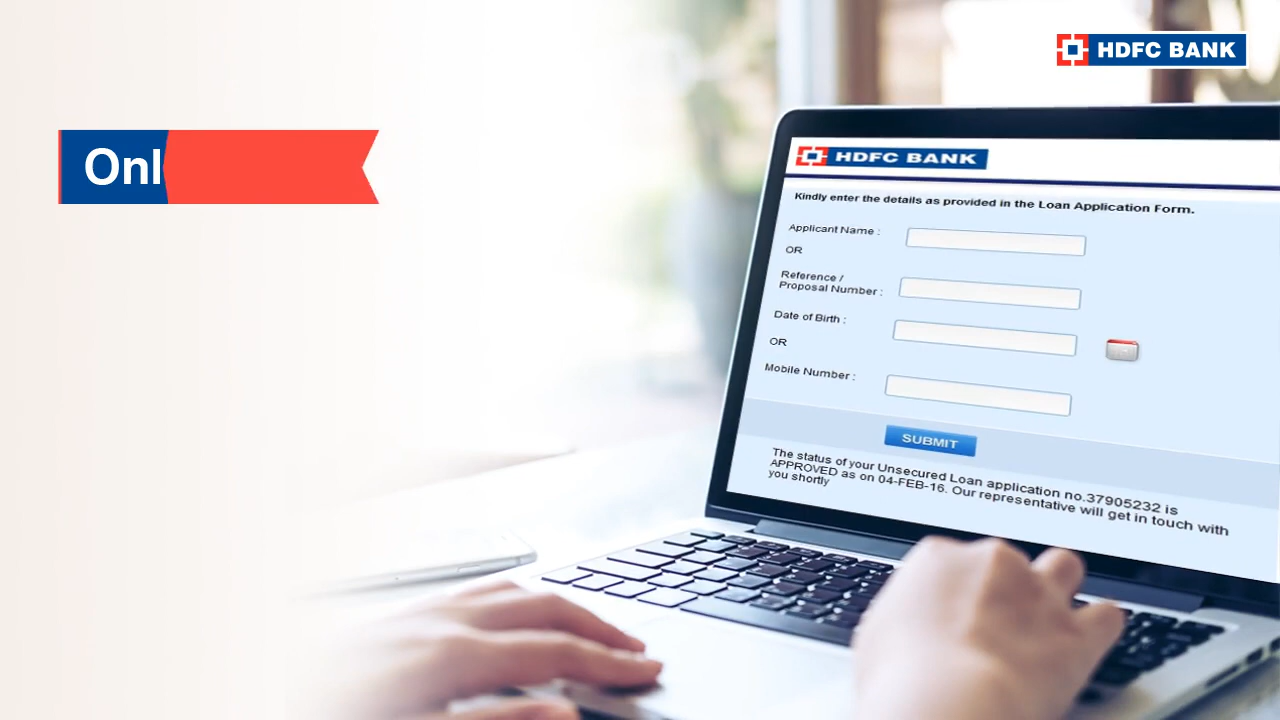 HDFC BANK
Onl
HDFC BANK
Kindly enter the details as provided in the Loan Application Form.
Applicant Name :
OR
Reference /
Proposal Number :
Date of Birth :
OR
Mobile Number :
SUBMIT
The status of your Unsecured Loan application no.37905232 is
APPROVED as on 04-FEB-16. Our representative will get in touch with
you shortly